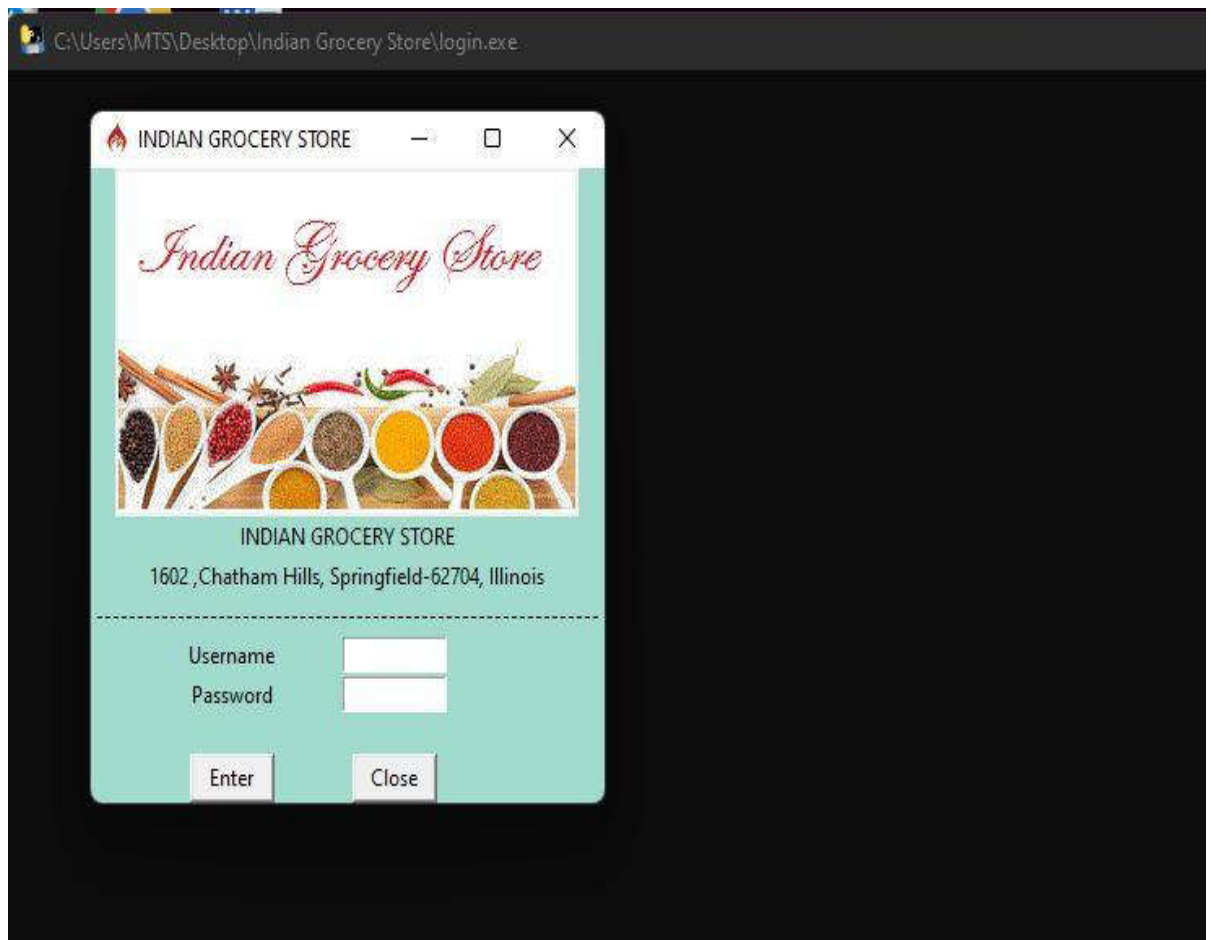 C:\Users\MTS\Desktop\Indian Grocery Store\login.exe
INDIAN GROCERY STORE
Indian Grocery Store
INDIAN GROCERY STORE
1602 ,Chatham Hills, Springfield-62704, Illinois
Username
Password
Enter Close